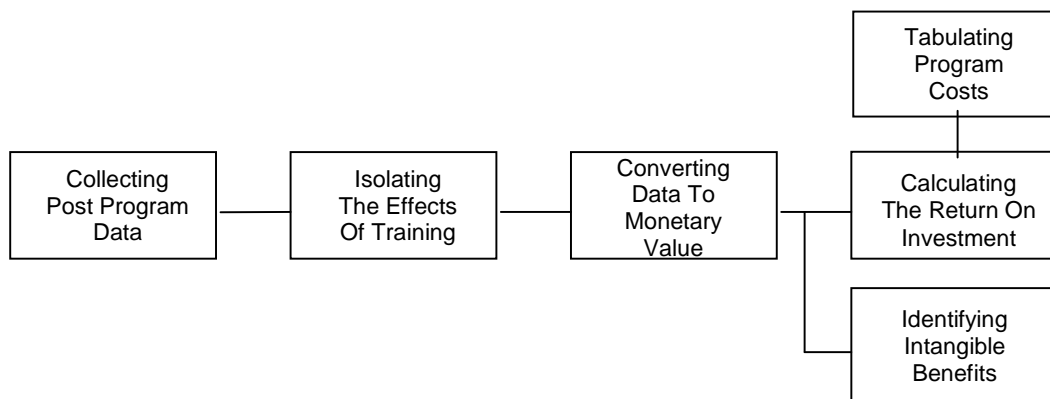 Tabulating
Program
Costs
Collecting
Post Program
Data
Isolating
The Effects
Of Training
Converting
Data To
Monetary
Value
Calculating
The Return On
Investment
Identifying
Intangible
Benefits